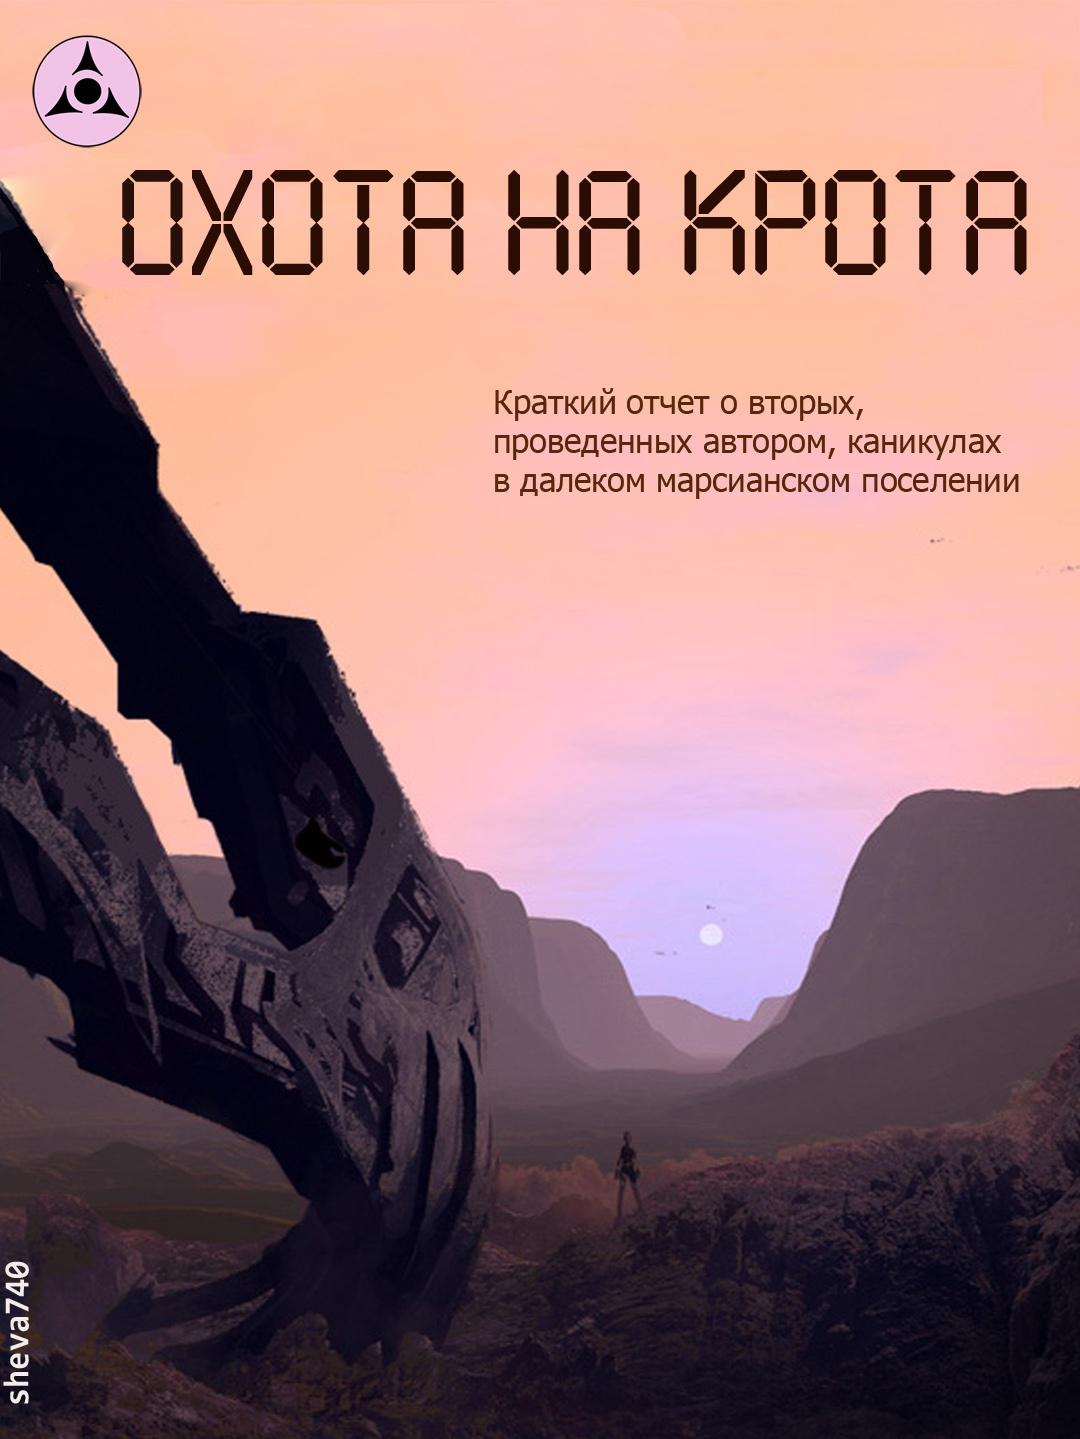 ОХОТА НА КРОТА
Краткий отчет о вторых,
проведенных автором, каникулах
в далеком марсианском поселении
sheva740